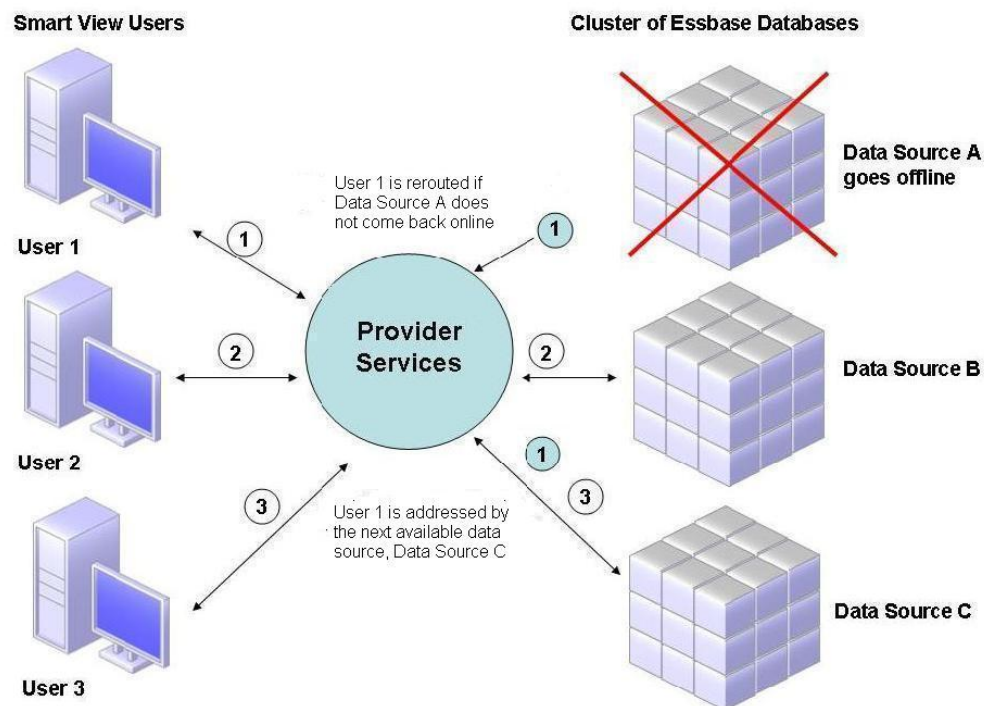 Smart View Users
Cluster of Essbase Databases
User 1 is rerouted if
Data Source A does
not come back online
Data Source A
goes offline
1
1
User 1
Provider
Services
2
2
Data Source B
User 2
1
3
3
User 1 is addressed by
the next available data
source, Data Source C
Data Source C
User 3